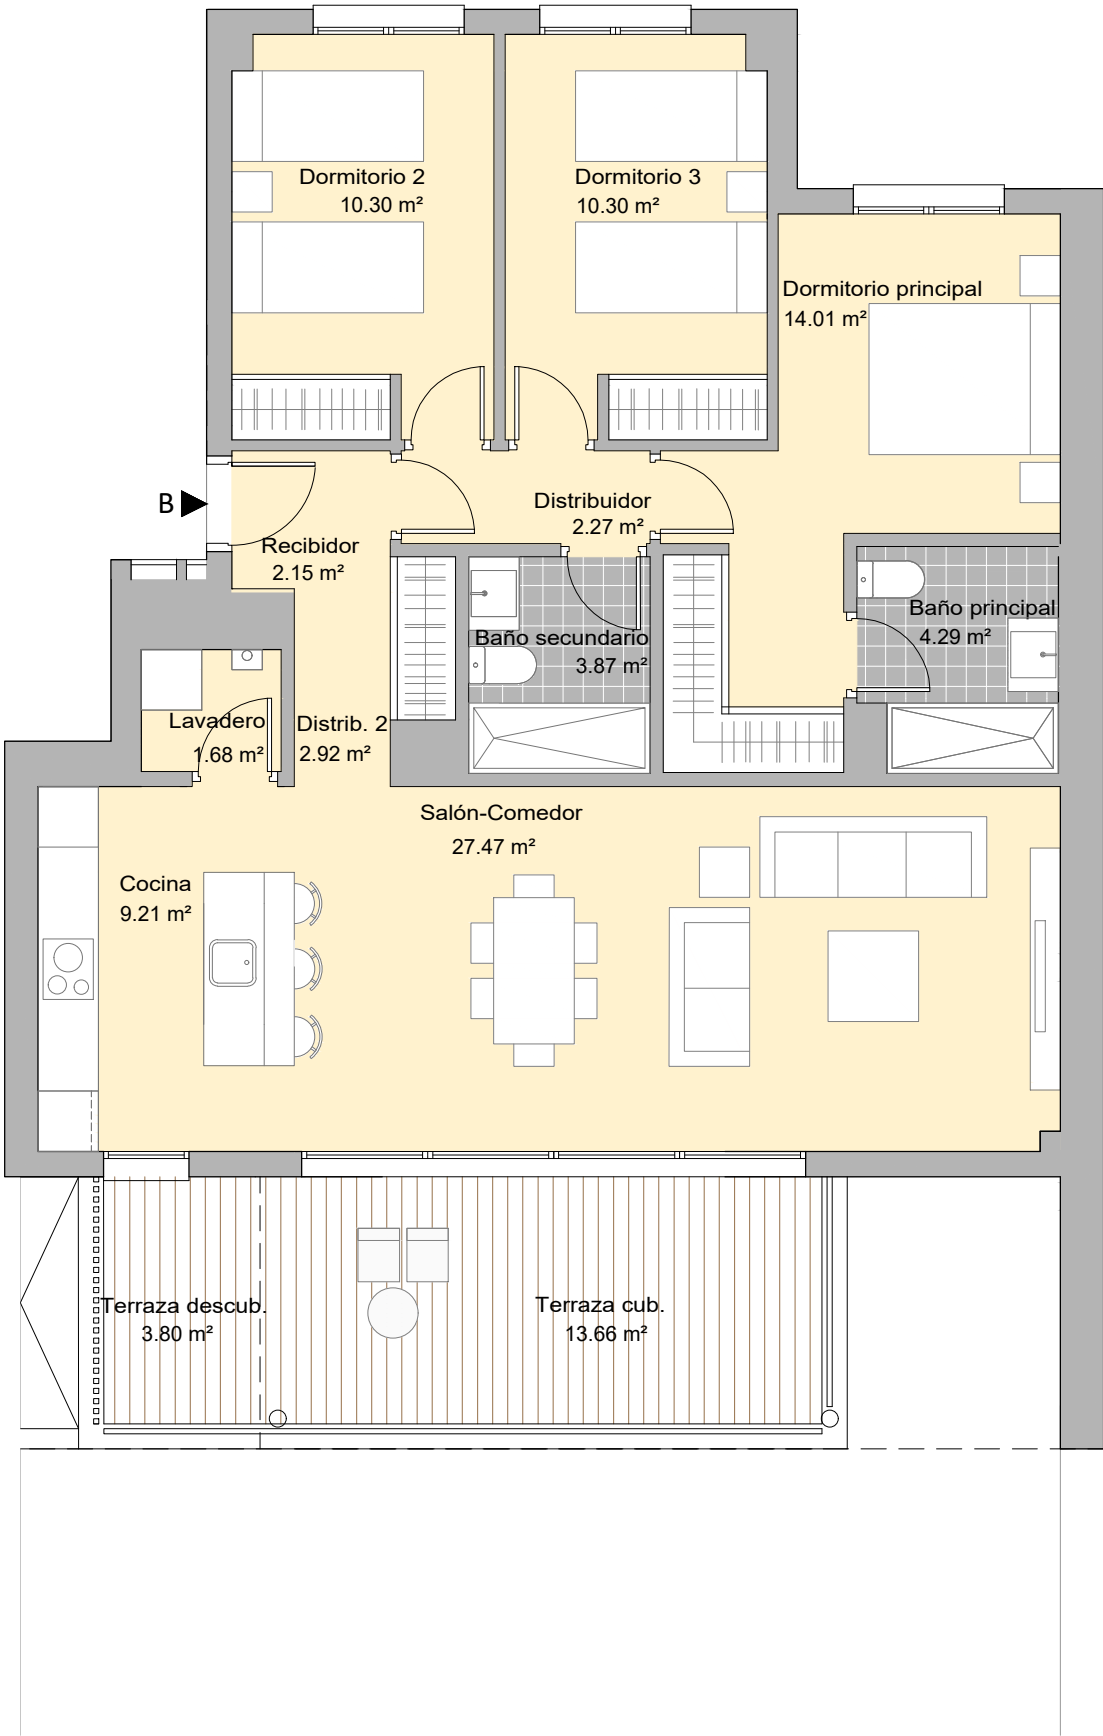 Dormitorio 2
10.30 m²
Dormitorio 3
10.30 m²
Dormitorio principal
14.01 m²
B
Distribuidor
2.27 m²
Recibidor
2.15 m²
Baño principal
4.29 m²
Baño secundario
3.87 m²
Lavadero
1.68 m²
Distrib. 2
2.92 m²
Salón-Comedor
27.47 m²
Cocina
9.21 m²
Terraza descub.
3.80 m²
Terraza cub.
13.66 m²